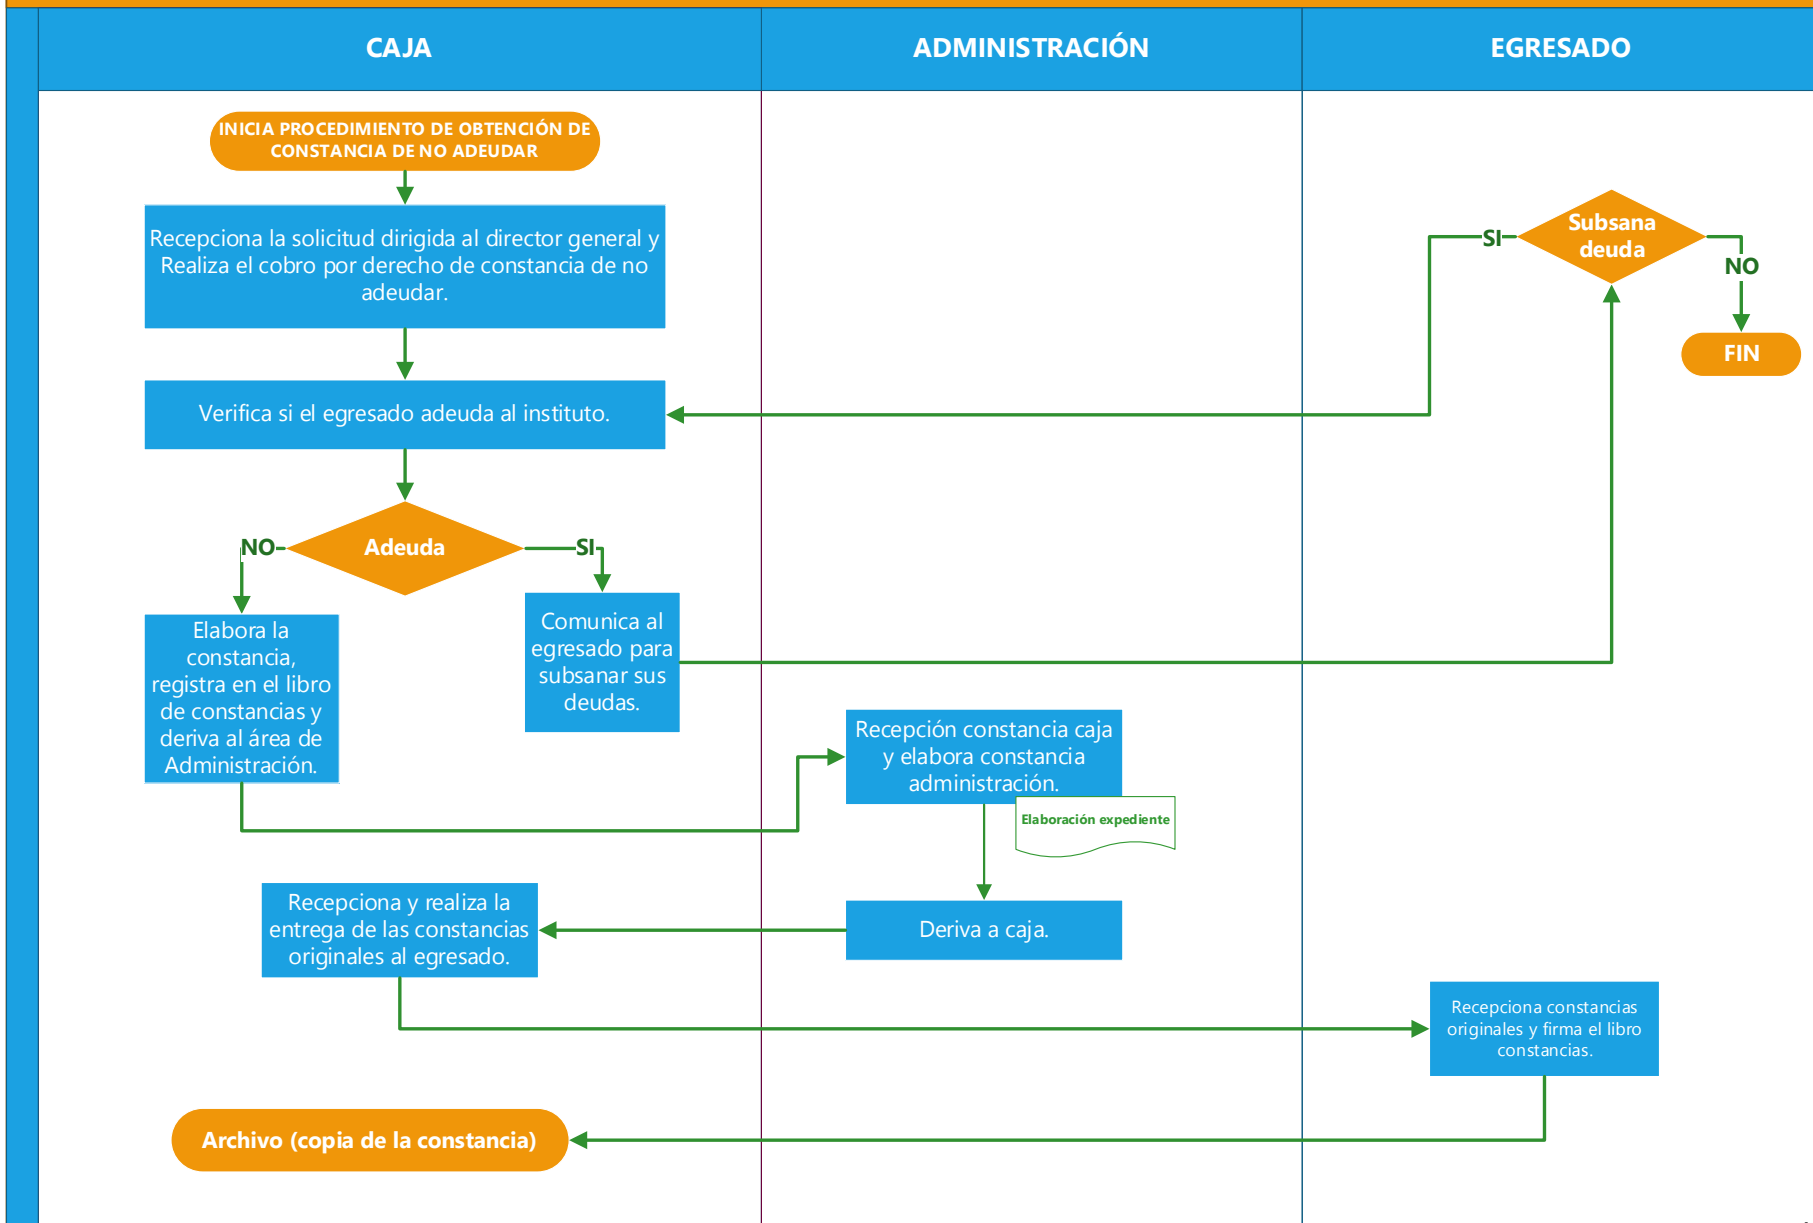 CAJA
ADMINISTRACIÓN
EGRESADO
INICIA PROCEDIMIENTO DE OBTENCIÓN DE
CONSTANCIA DE NO ADEUDAR
Recepciona la solicitud dirigida al director general y
Realiza el cobro por derecho de constancia de no
adeudar.
Subsana
deuda
SI
NO
FIN
Verifica si el egresado adeuda al instituto.
Adeuda
NO
SI
Elabora la
constancia,
registra en el libro
de constancias y
deriva al área de
Administración.
Comunica al
egresado para
subsanar sus
deudas.
Recepción constancia caja
y elabora constancia
administración.
Elaboración expediente
Deriva a caja.
Recepciona y realiza la
entrega de las constancias
originales al egresado.
Recepciona constancias
originales y firma el libro
constancias.
Archivo (copia de la constancia)